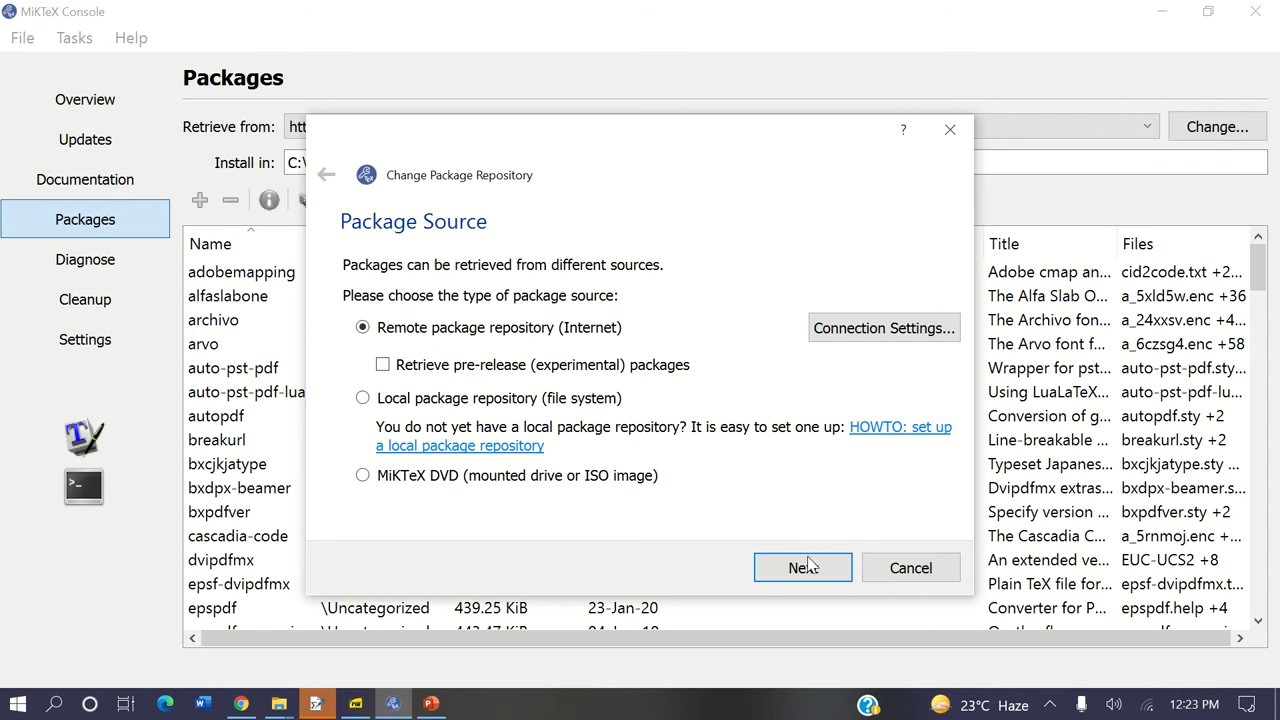 MiKTeX Console
File Tasks Help
Packages
Overview
Updates
Documentation
Packages
Diagnose
Cleanup
Settings
Retrieve from: htt
Change...
Install in: C:\
Change Package Repository
Package Source
Packages can be retrieved from different sources.
Please choose the type of package source:
Remote package repository (Internet)
Connection Settings...
Retrieve pre-release (experimental) packages
Local package repository (file system)
You do not yet have a local package repository? It is easy to set one up: HOWTO: set up
a local package repository
MiKTeX DVD (mounted drive or ISO image)
Next
Cancel
Name Title Files
adobemapping Adobe cmap an... cid2code.txt +2...
alfaslabone The Alfa Slab O... a_5xld5w.enc +36
archivo The Archivo font... a_24xxsv.enc +4...
arvo The Arvo font f... a_6czsg4.enc +58
auto-pst-pdf Wrapper for pst... auto-pst-pdf.sty...
auto-pst-pdf-lua Using LuaLaTeX... auto-pst-pdf-lu...
autopdf Conversion of g... autopdf.sty +2
breakurl Line-breakable ... breakurl.sty +2
bxcjkjatype Typeset Japanes... bxcjkjatype.sty ...
bxdpx-beamer Dvipdfmx extras... bxdpx-beamer.s...
bxpdfver Specify version ... bxpdfver.sty +2
cascadia-code The Cascadia C... a_5rnmoj.enc +...
dvipdfmx An extended ve... EUC-UCS2 +8
epsf-dvipdfmx Plain TeX file for... epsf-dvipdfmx.t...
epspdf \Uncategorized 439.25 KiB 23-Jan-20 Converter for P... epspdf.help +4
23°C Haze
12:23 PM